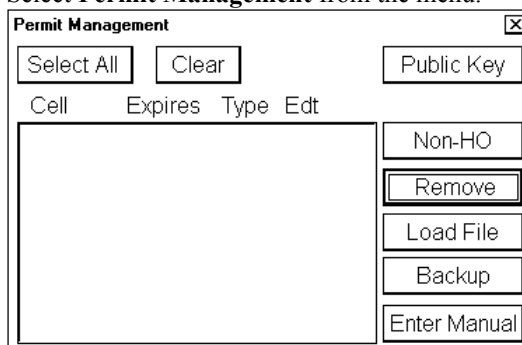 Select Permit Management from the menu.
Permit Management
Select All Clear Public Key
Cell Expires Type Edt
Non-HO
Remove
Load File
Backup
Enter Manual